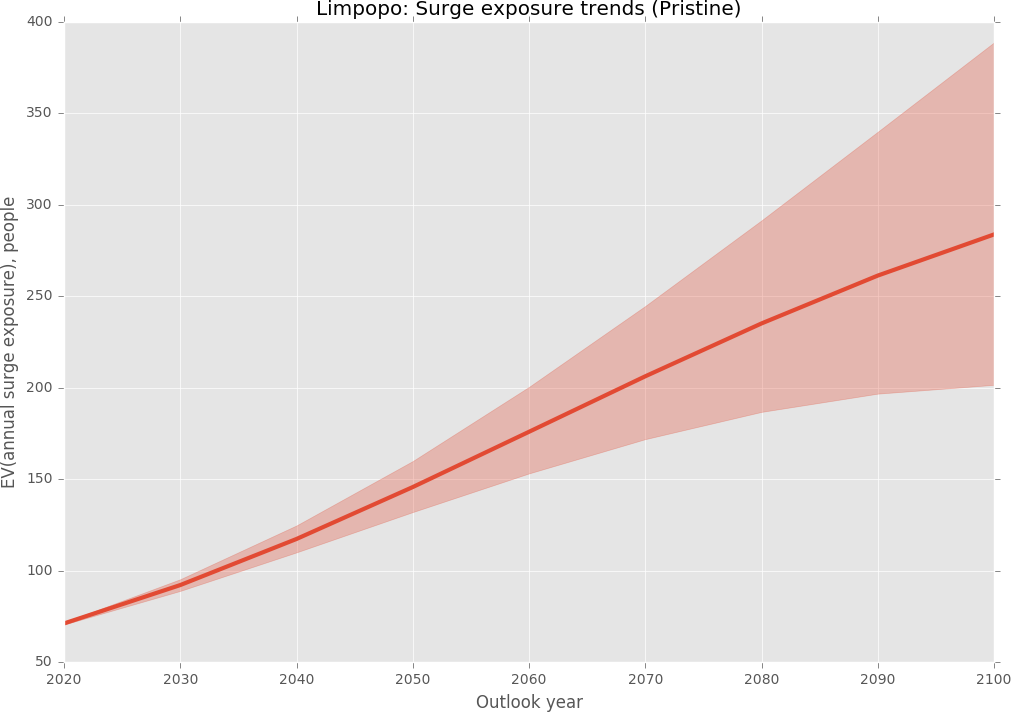 Limpopo: Surge exposure trends (Pristine)
400
350
300
250
200
150
100
50
EV(annual surge exposure), people
2020 2030 2040 2050 2060 2070 2080 2090 2100
Outlook year